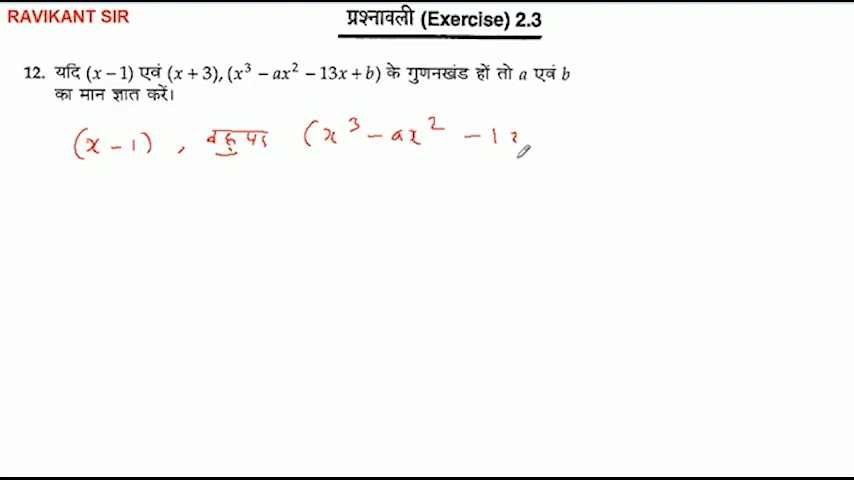 RAVIKANT SIR
प्रश्नावली (Exercise) 2.3
12. यदि (x – 1) एवं (x + 3), (x³ – ax² – 13x + b) के गुणनखंड हों तो a एवं b
का मान ज्ञात करें।
(x – 1) , बहुपद (x³ – ax² – 1